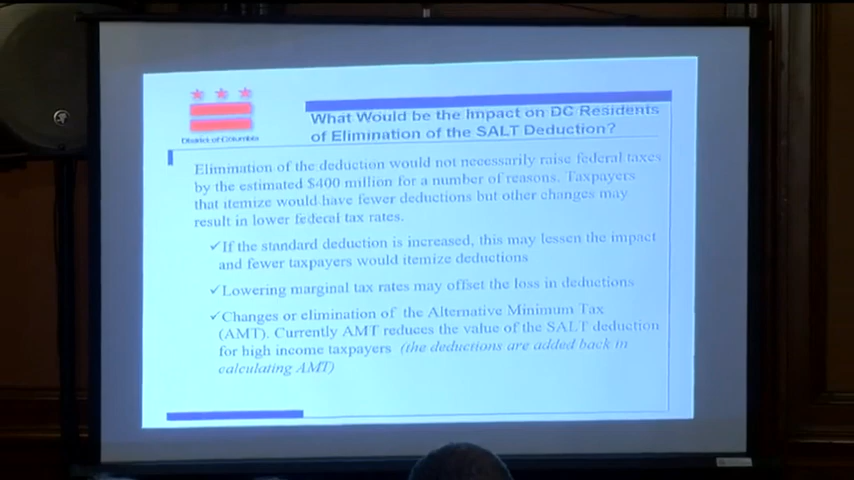 What Would be the Impact on DC Residents
of Elimination of the SALT Deduction?
District of Columbia
Elimination of the deduction would not necessarily raise federal taxes
by the estimated $400 million for a number of reasons. Taxpayers
that itemize would have fewer deductions but other changes may
result in lower federal tax rates.
✓If the standard deduction is increased, this may lessen the impact
and fewer taxpayers would itemize deductions
✓Lowering marginal tax rates may offset the loss in deductions
✓Changes or elimination of the Alternative Minimum Tax
(AMT). Currently AMT reduces the value of the SALT deduction
for high income taxpayers (the deductions are added back in
calculating AMT)